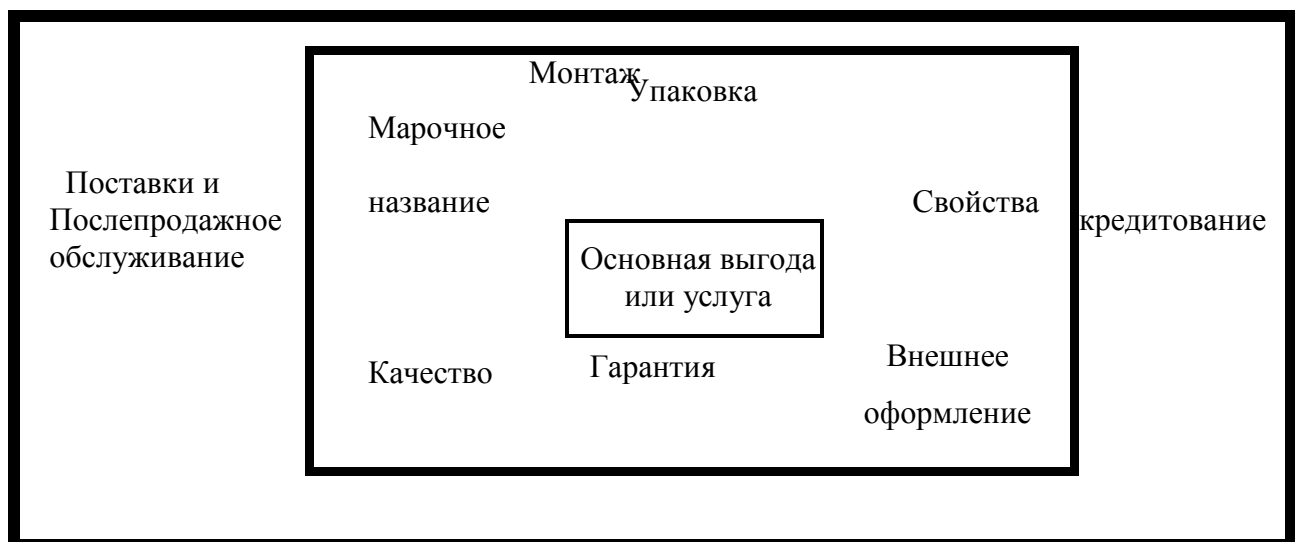 Монтаж
Упаковка
Марочное
название
Поставки и
Послепродажное
обслуживание
Свойства
кредитование
Основная выгода
или услуга
Качество
Гарантия
Внешнее
оформление